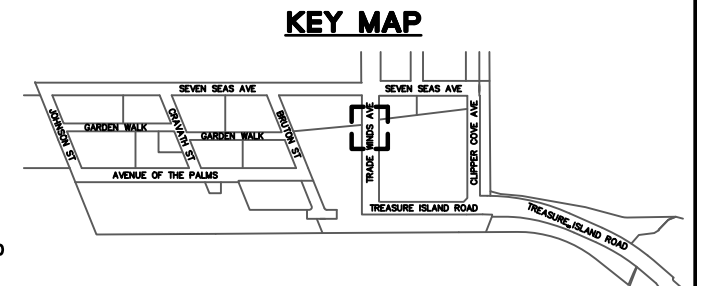 KEY MAP
SEVEN SEAS AVE
SEVEN SEAS AVE
JOHNSON ST
GARDEN WALK
CRAVATH ST
GARDEN WALK
BRUTON ST
TRADE WINDS AVE
CLIPPER COVE AVE
AVENUE OF THE PALMS
TREASURE ISLAND ROAD
TREASURE ISLAND ROAD